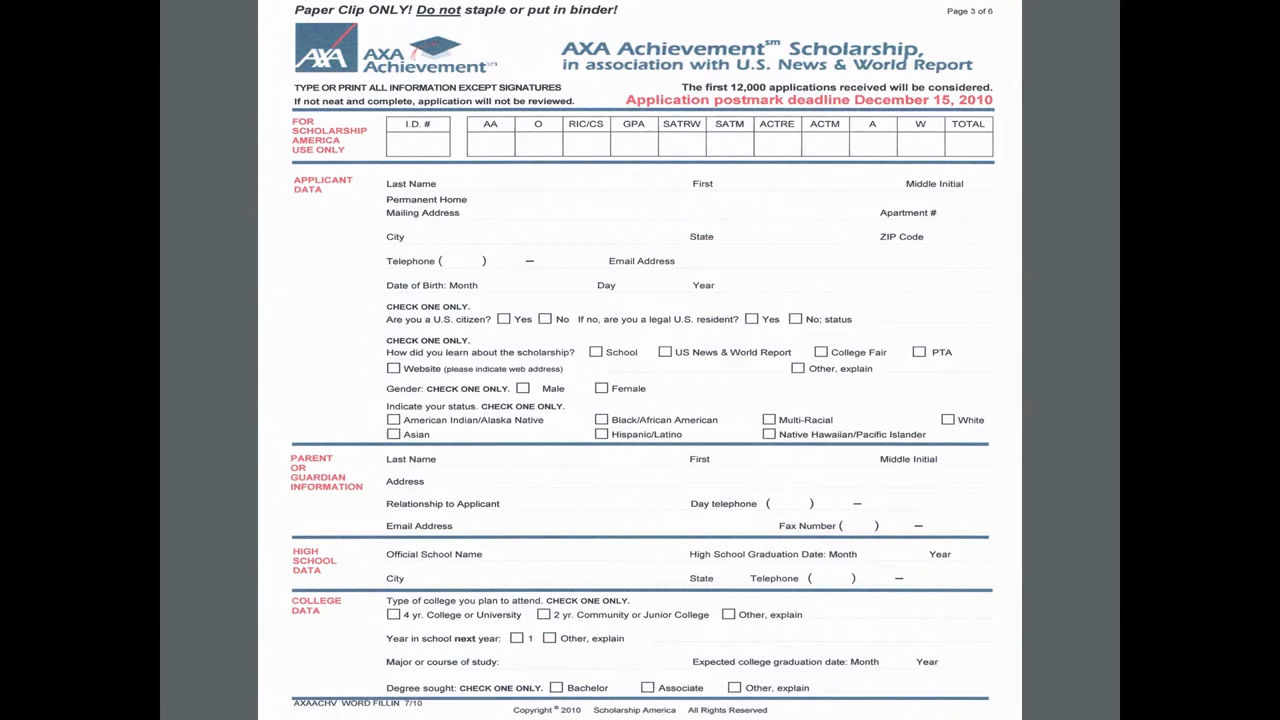 Paper Clip ONLY! Do not staple or put in binder!
Page 3 of 6
AXA
AXA Achievement℠
AXA Achievement℠ Scholarship,
in association with U.S. News & World Report
TYPE OR PRINT ALL INFORMATION EXCEPT SIGNATURES
The first 12,000 applications received will be considered.
If not neat and complete, application will not be reviewed.
Application postmark deadline December 15, 2010
FOR SCHOLARSHIP AMERICA USE ONLY
I.D. # AA O RIC/CS GPA SATRW SATM ACTRE ACTM A W TOTAL
APPLICANT DATA
Last Name First Middle Initial
Permanent Home
Mailing Address Apartment #
City State ZIP Code
Telephone ( ) – Email Address
Date of Birth: Month Day Year
CHECK ONE ONLY.
Are you a U.S. citizen? Yes No If no, are you a legal U.S. resident? Yes No; status
CHECK ONE ONLY.
How did you learn about the scholarship? School US News & World Report College Fair PTA
Website (please indicate web address) Other, explain
Gender: CHECK ONE ONLY. Male Female
Indicate your status. CHECK ONE ONLY.
American Indian/Alaska Native Black/African American Multi-Racial White
Asian Hispanic/Latino Native Hawaiian/Pacific Islander
PARENT OR GUARDIAN INFORMATION
Last Name First Middle Initial
Address
Relationship to Applicant Day telephone ( ) –
Email Address Fax Number ( ) –
HIGH SCHOOL DATA
Official School Name High School Graduation Date: Month Year
City State Telephone ( ) –
COLLEGE DATA
Type of college you plan to attend. CHECK ONE ONLY.
4 yr. College or University 2 yr. Community or Junior College Other, explain
Year in school next year: 1 Other, explain
Major or course of study: Expected college graduation date: Month Year
Degree sought: CHECK ONE ONLY. Bachelor Associate Other, explain
AXAACHV WORD FILLIN 7/10
Copyright ® 2010 Scholarship America All Rights Reserved